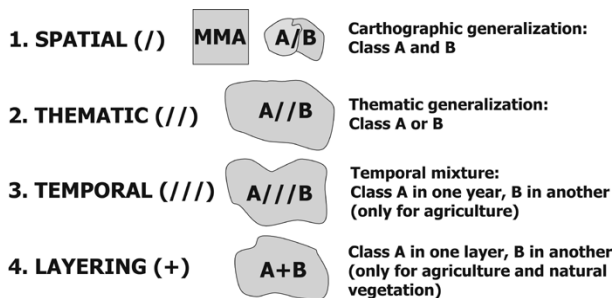 1. SPATIAL (/) MMA A/B Carthographic generalization:
Class A and B
2. THEMATIC (//) A//B Thematic generalization:
Class A or B
3. TEMPORAL (///) A///B Temporal mixture:
Class A in one year, B in another
(only for agriculture)
4. LAYERING (+) A+B Class A in one layer, B in another
(only for agriculture and natural
vegetation)